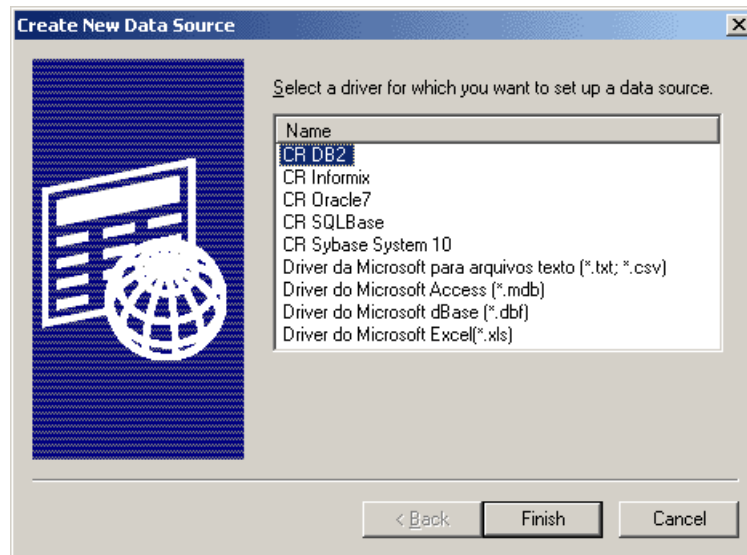 Create New Data Source
Select a driver for which you want to set up a data source.
Name
CR DB2
CR Informix
CR Oracle7
CR SQLBase
CR Sybase System 10
Driver da Microsoft para arquivos texto (*.txt; *.csv)
Driver do Microsoft Access (*.mdb)
Driver do Microsoft dBase (*.dbf)
Driver do Microsoft Excel(*.xls)
< Back Finish Cancel